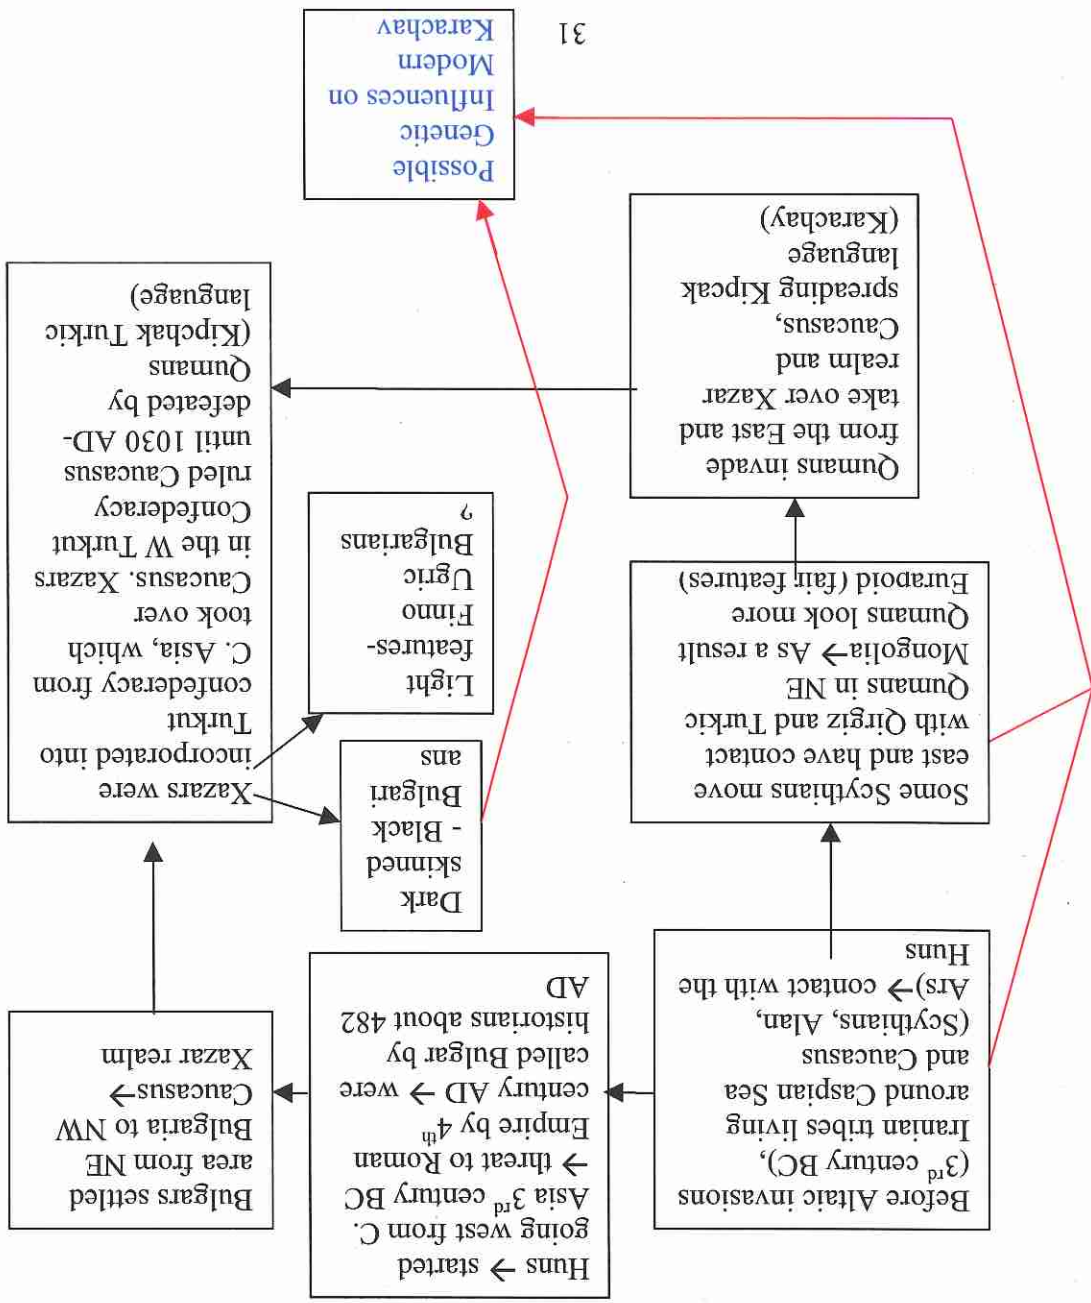 Before Altaic invasions
(3rd century BC),
Iranian tribes living
around Caspian Sea
and Caucasus
(Scythians, Alan,
Ars)→ contact with the
Huns
Huns → started
going west from C.
Asia 3rd century BC
→ threat to Roman
Empire by 4th
century AD → were
called Bulgar by
historians about 482
AD
Bulgars settled
area from NE
Bulgaria to NW
Caucasus→
Xazar realm
Some Scythians move
east and have contact
with Qirgiz and Turkic
Qumans in NE
Mongolia→ As a result
Qumans look more
Eurapoid (fair features)
Dark
skinned
- Black
Bulgari
ans
Light
features-
Finno
Ugric
Bulgarians
?
Xazars were
incorporated into
Turkut
confederacy from
C. Asia, which
took over
Caucasus. Xazars
in the W Turkut
Confederacy
ruled Caucasus
until 1030 AD-
defeated by
Qumans
(Kipchak Turkic
language)
Qumans invade
from the East and
take over Xazar
realm and
Caucasus,
spreading Kipcak
language
(Karachay)
Possible
Genetic
Influences on
Modern
Karachay
31